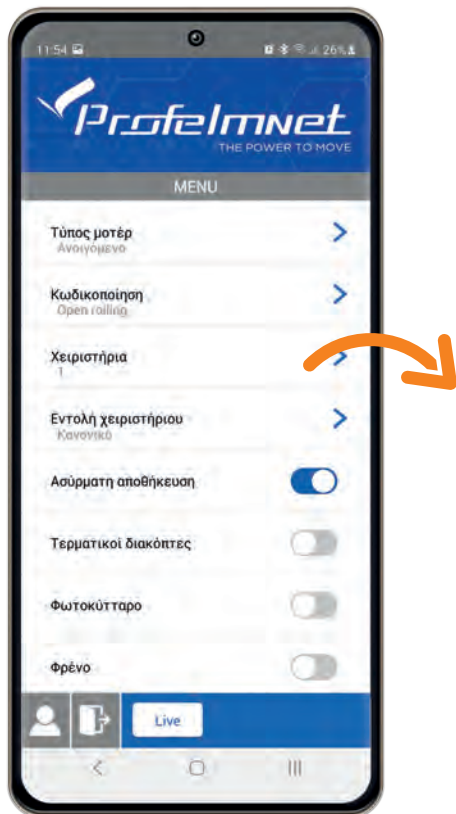 11:54
26%
Profelmnet
THE POWER TO MOVE
MENU
Τύπος μοτέρ
Ανοιγόμενο
Κωδικοποίηση
Open rolling
Χειριστήρια
1
Εντολή χειριστήριου
Κανονικό
Ασύρματη αποθήκευση
Τερματικοί διακόπτες
Φωτοκύτταρο
Φρένο
Live